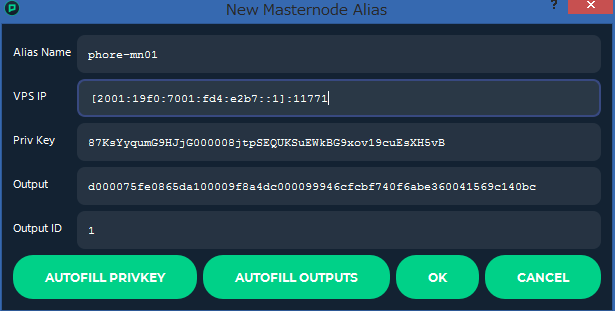 New Masternode Alias
?
Alias Name phore-mn01
VPS IP [2001:19f0:7001:fd4:e2b7::1]:11771
Priv Key 87KsYyqumG9HJjG000008jtpSEQUKSuEWkBG9xov19cuEsXH5vB
Output d000075fe0865da100009f8a4dc000099946cfcbf740f6abe360041569c140bc
Output ID 1
AUTOFILL PRIVKEY AUTOFILL OUTPUTS OK CANCEL